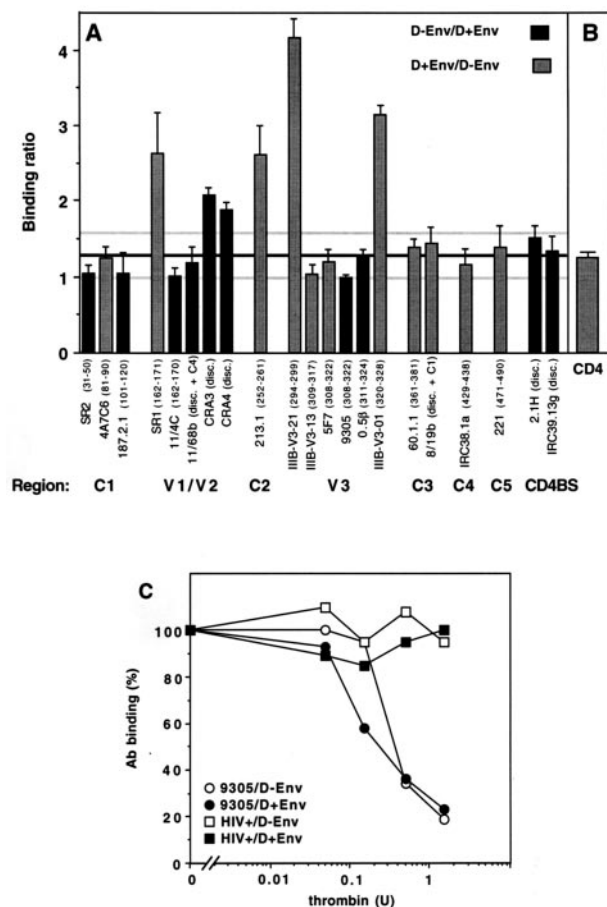 A
B
D-Env/D+Env
D+Env/D-Env
Binding ratio
4
3
2
1
0
SR2 (31-50)
4A7C6 (81-90)
187.2.1 (101-120)
SR1 (162-171)
11/4C (162-170)
11/68b (disc. + C4)
CRA3 (disc.)
CRA4 (disc.)
213.1 (252-261)
IIIB-V3-21 (294-299)
IIIB-V3-13 (309-317)
5F7 (308-322)
9305 (308-322)
0.5β (311-324)
IIIB-V3-01 (320-328)
60.1.1 (361-381)
8/19b (disc. + C1)
IRC38.1a (429-438)
221 (471-490)
2.1H (disc.)
IRC39.13g (disc.)
CD4
Region: C1 V1/V2 C2 V3 C3 C4 C5 CD4BS
C
Ab binding (%)
100
80
60
40
20
0
9305/D-Env
9305/D+Env
HIV+/D-Env
HIV+/D+Env
0 0.01 0.1 1
thrombin (U)